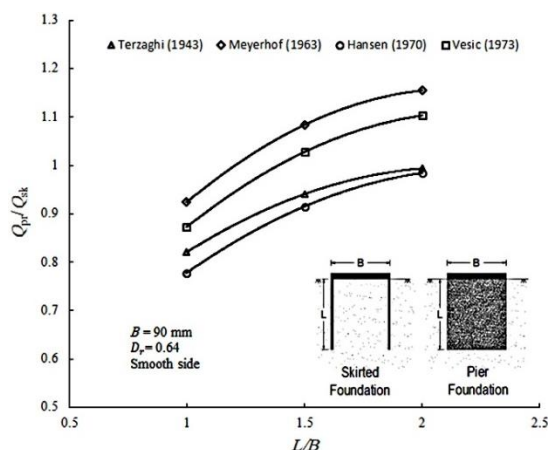 1.3
△ Terzaghi (1943) ◇ Meyerhof (1963) ○ Hansen (1970) □ Vesic (1973)
1.2
1.1
1
0.9
0.8
0.7
0.6
0.5
Qpr/ Qsk
B
B
L
L
B = 90 mm
Dr= 0.64
Smooth side
Skirted
Foundation
Pier
Foundation
0.5
1
1.5
2
2.5
L/B